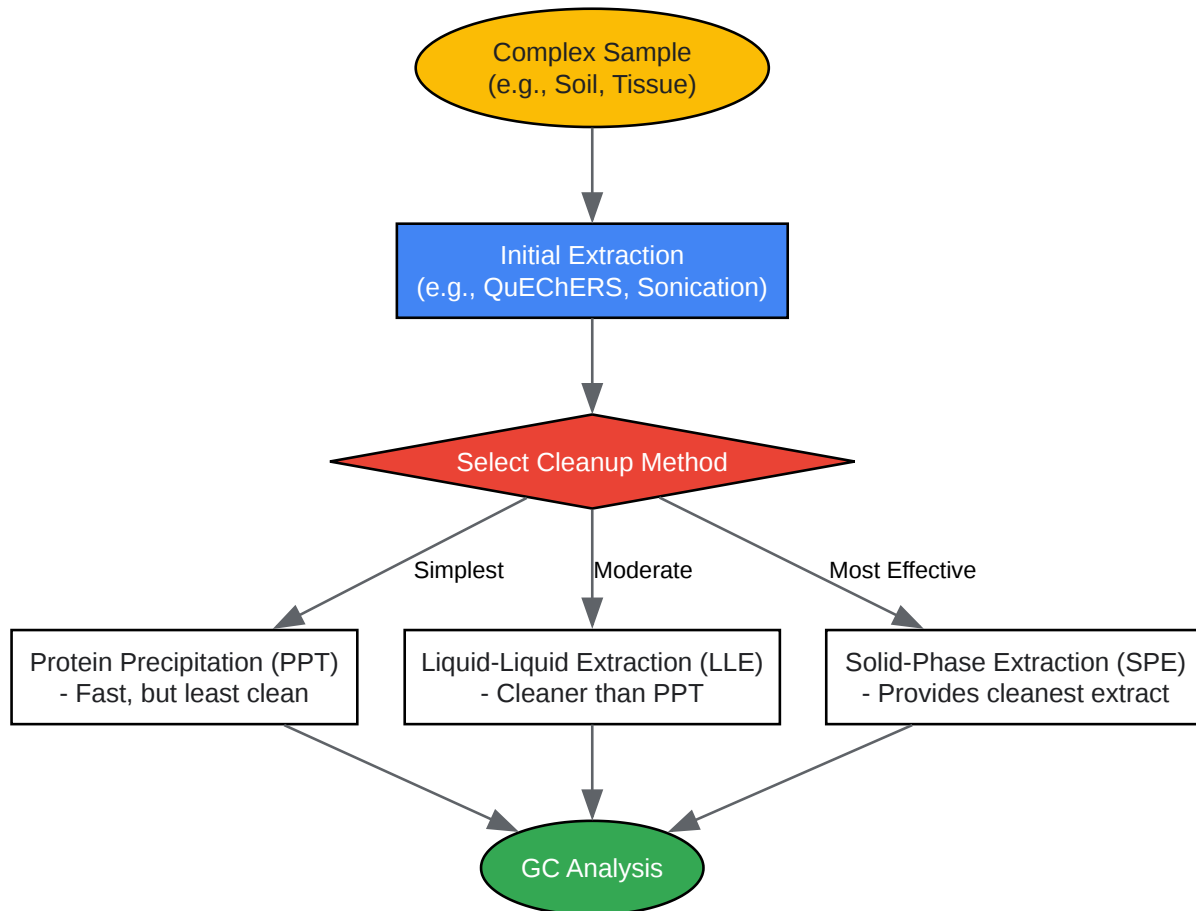 Complex Sample
(e.g., Soil, Tissue)
Initial Extraction
(e.g., QuEChERS, Sonication)
Select Cleanup Method
Simplest
Moderate
Most Effective
Protein Precipitation (PPT)
- Fast, but least clean
Liquid-Liquid Extraction (LLE)
- Cleaner than PPT
Solid-Phase Extraction (SPE)
- Provides cleanest extract
GC Analysis